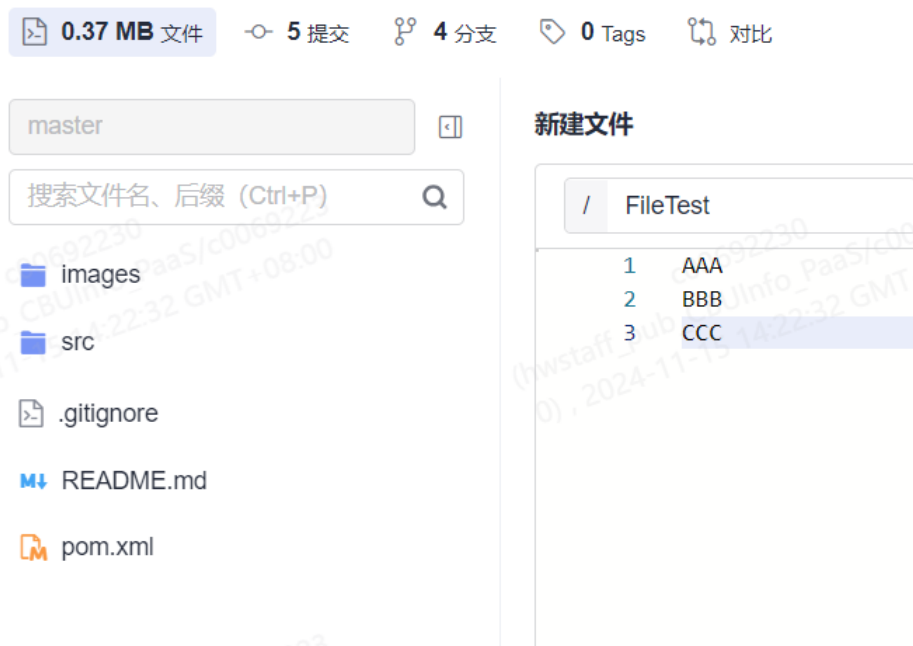 0.37 MB 文件 5 提交 4 分支 0 Tags 对比
master
搜索文件名、后缀（Ctrl+P）
images
src
.gitignore
README.md
pom.xml
新建文件
/ FileTest
1 AAA
2 BBB
3 CCC